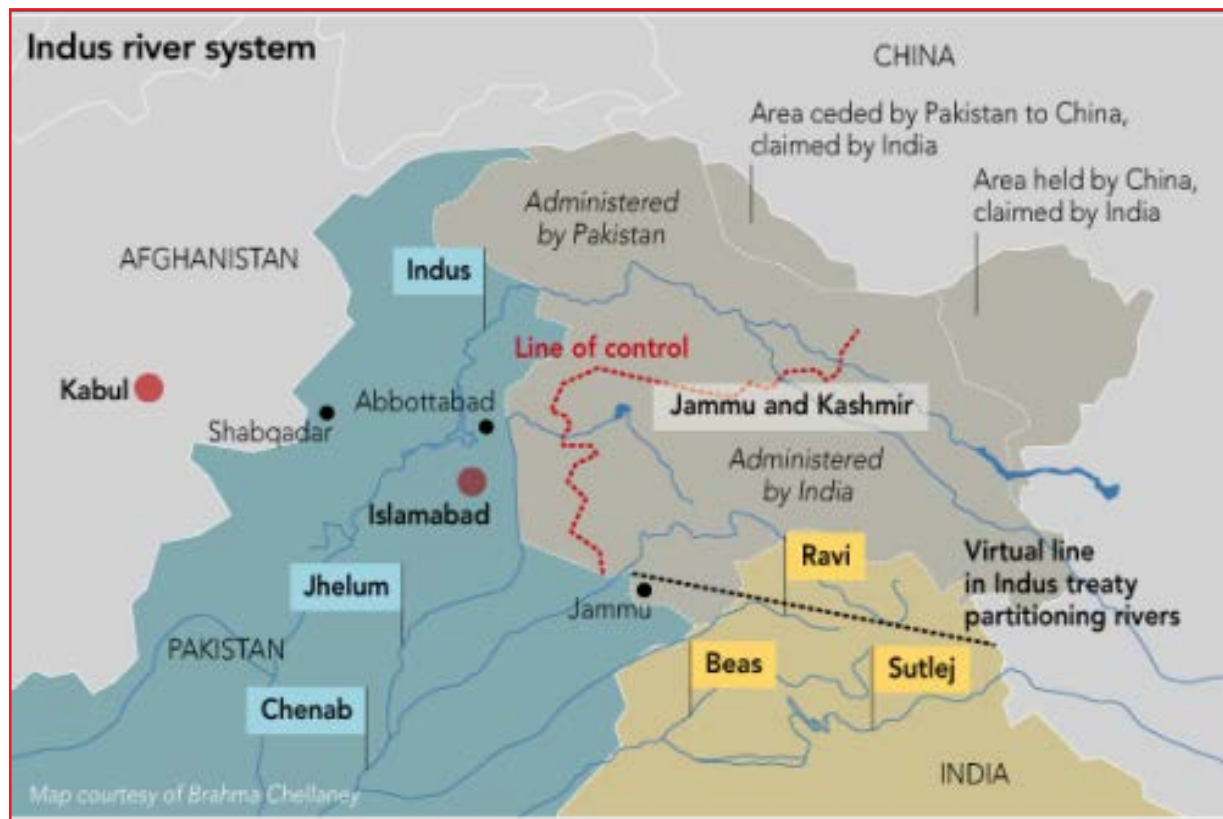 Indus river system
CHINA
Area ceded by Pakistan to China,
claimed by India
Area held by China,
claimed by India
Administered
by Pakistan
AFGHANISTAN
Indus
Line of control
Kabul
Abbottabad
Shabqadar
Jammu and Kashmir
Administered
by India
Islamabad
Ravi
Virtual line
in Indus treaty
partitioning rivers
Jhelum
Jammu
PAKISTAN
Beas
Sutlej
Chenab
INDIA
Map courtesy of Brahma Chellaney